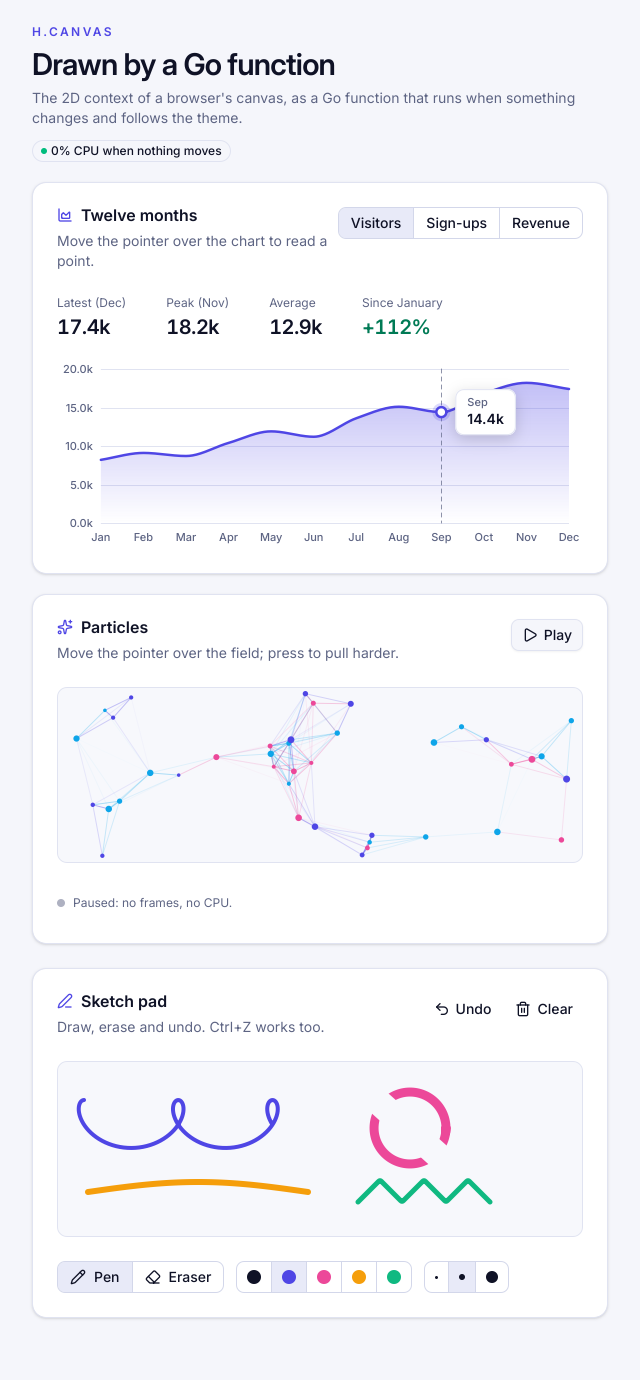 H.CANVAS
Drawn by a Go function
The 2D context of a browser's canvas, as a Go function that runs when something
changes and follows the theme.
0% CPU when nothing moves
Twelve months
Move the pointer over the chart to read a
point.
Visitors Sign-ups Revenue
Latest (Dec) Peak (Nov) Average Since January
17.4k 18.2k 12.9k +112%
20.0k
15.0k
10.0k
5.0k
0.0k
Sep
14.4k
Jan Feb Mar Apr May Jun Jul Aug Sep Oct Nov Dec
Particles
Move the pointer over the field; press to pull harder.
Play
Paused: no frames, no CPU.
Sketch pad
Draw, erase and undo. Ctrl+Z works too.
Undo Clear
Pen Eraser